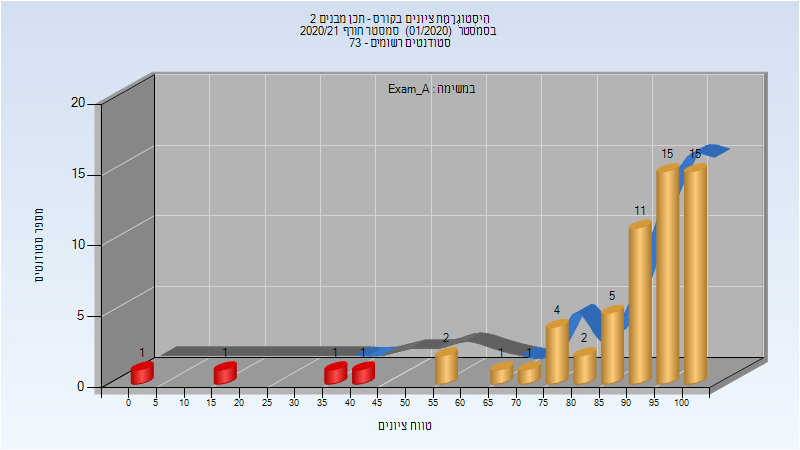 היסטוגרמת ציונים בקורס - תכן מבנים 2
בסמסטר (01/2020) סמסטר חורף 2020/21
סטודנטים רשומים - 73
במשימה : Exam_A
מספר סטודנטים
20
15
10
5
0
1 1 1 1 2 1 1 4 2 5 11 15 15
0 5 10 15 20 25 30 35 40 45 50 55 60 65 70 75 80 85 90 95 100
טווח ציונים